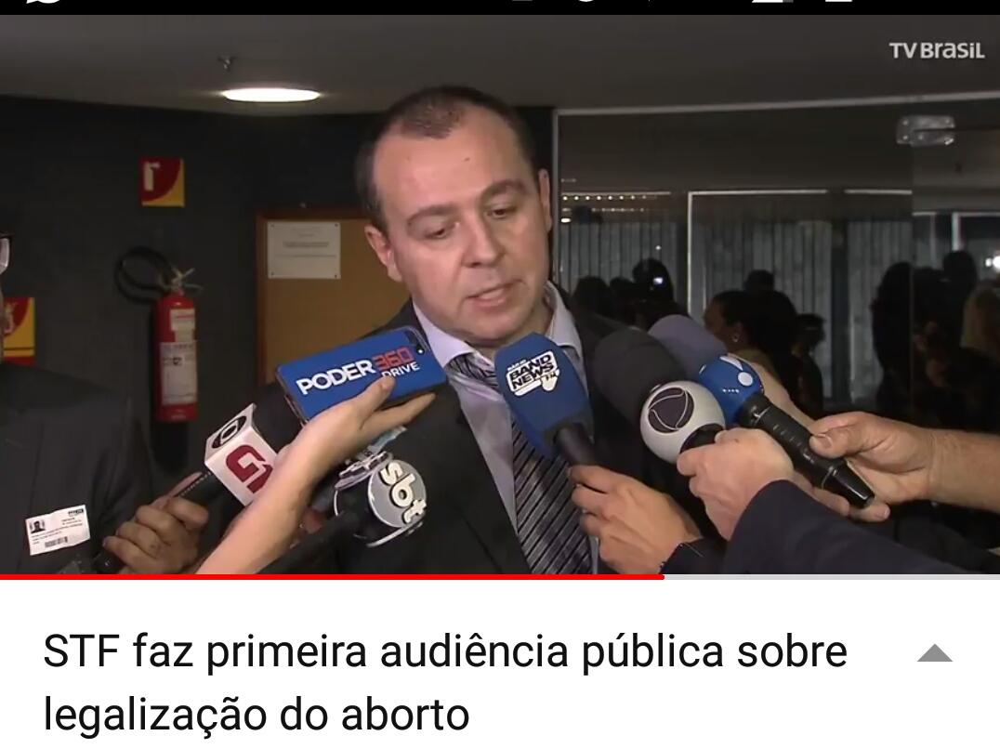 TV BrasiL
PODER 360
DRIVE
BAND
NEWS
sbt
STF faz primeira audiência pública sobre
legalização do aborto